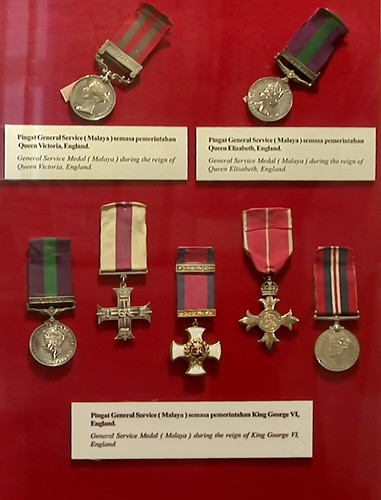 Pingat General Service ( Malaya ) semasa pemerintahan
Queen Victoria, England.
General Service Medal ( Malaya ) during the reign of
Queen Victoria, England.
Pingat General Service ( Malaya ) semasa pemerintahan
Queen Elizabeth, England.
General Service Medal ( Malaya ) during the reign of
Queen Elizabeth, England.
Pingat General Service ( Malaya ) semasa pemerintahan King George VI,
England.
General Service Medal ( Malaya ) during the reign of King George VI,
England.